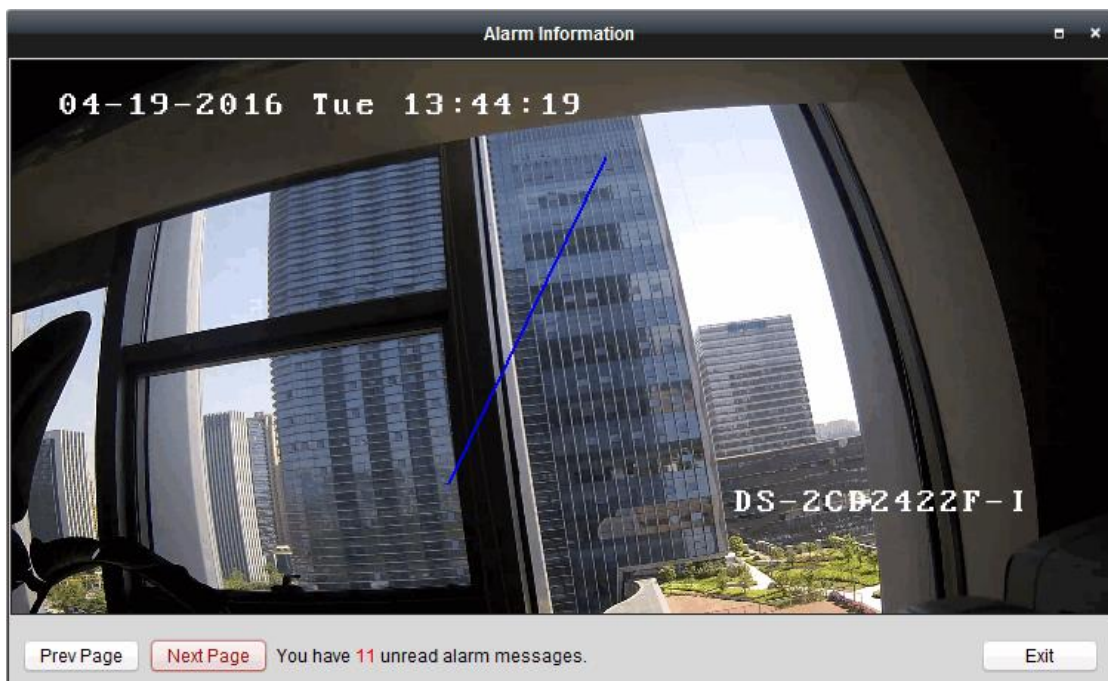 Alarm Information
04-19-2016 Tue 13:44:19
DS-2CD2422F-I
Prev Page
Next Page
You have 11 unread alarm messages.
Exit